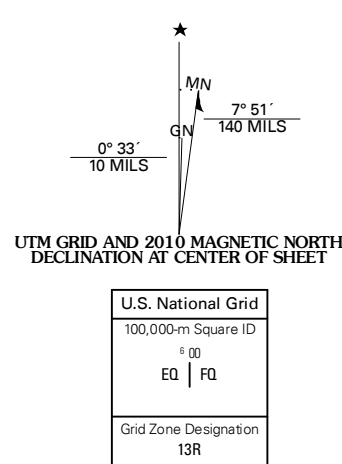 ★
MN
7° 51´
140 MILS
GN
0° 33´
10 MILS
UTM GRID AND 2010 MAGNETIC NORTH
DECLINATION AT CENTER OF SHEET
U.S. National Grid
100,000-m Square ID
6 00
EQ | FQ
Grid Zone Designation
13R